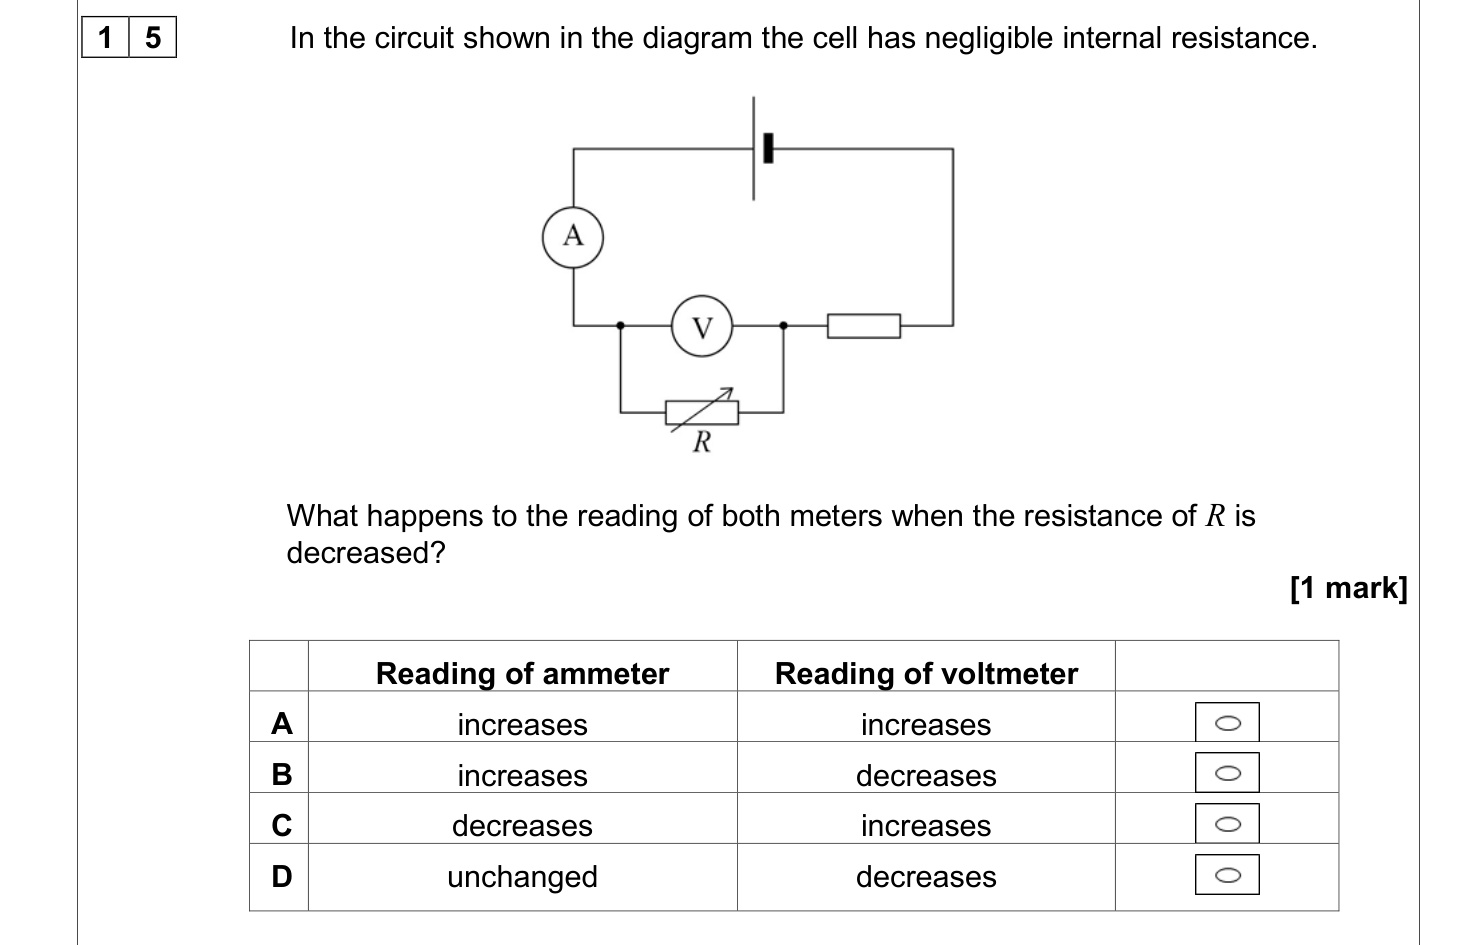 1 5 In the circuit shown in the diagram the cell has negligible internal resistance.
A
V
R
What happens to the reading of both meters when the resistance of R is
decreased?
[1 mark]
Reading of ammeter Reading of voltmeter
A increases increases
B increases decreases
C decreases increases
D unchanged decreases